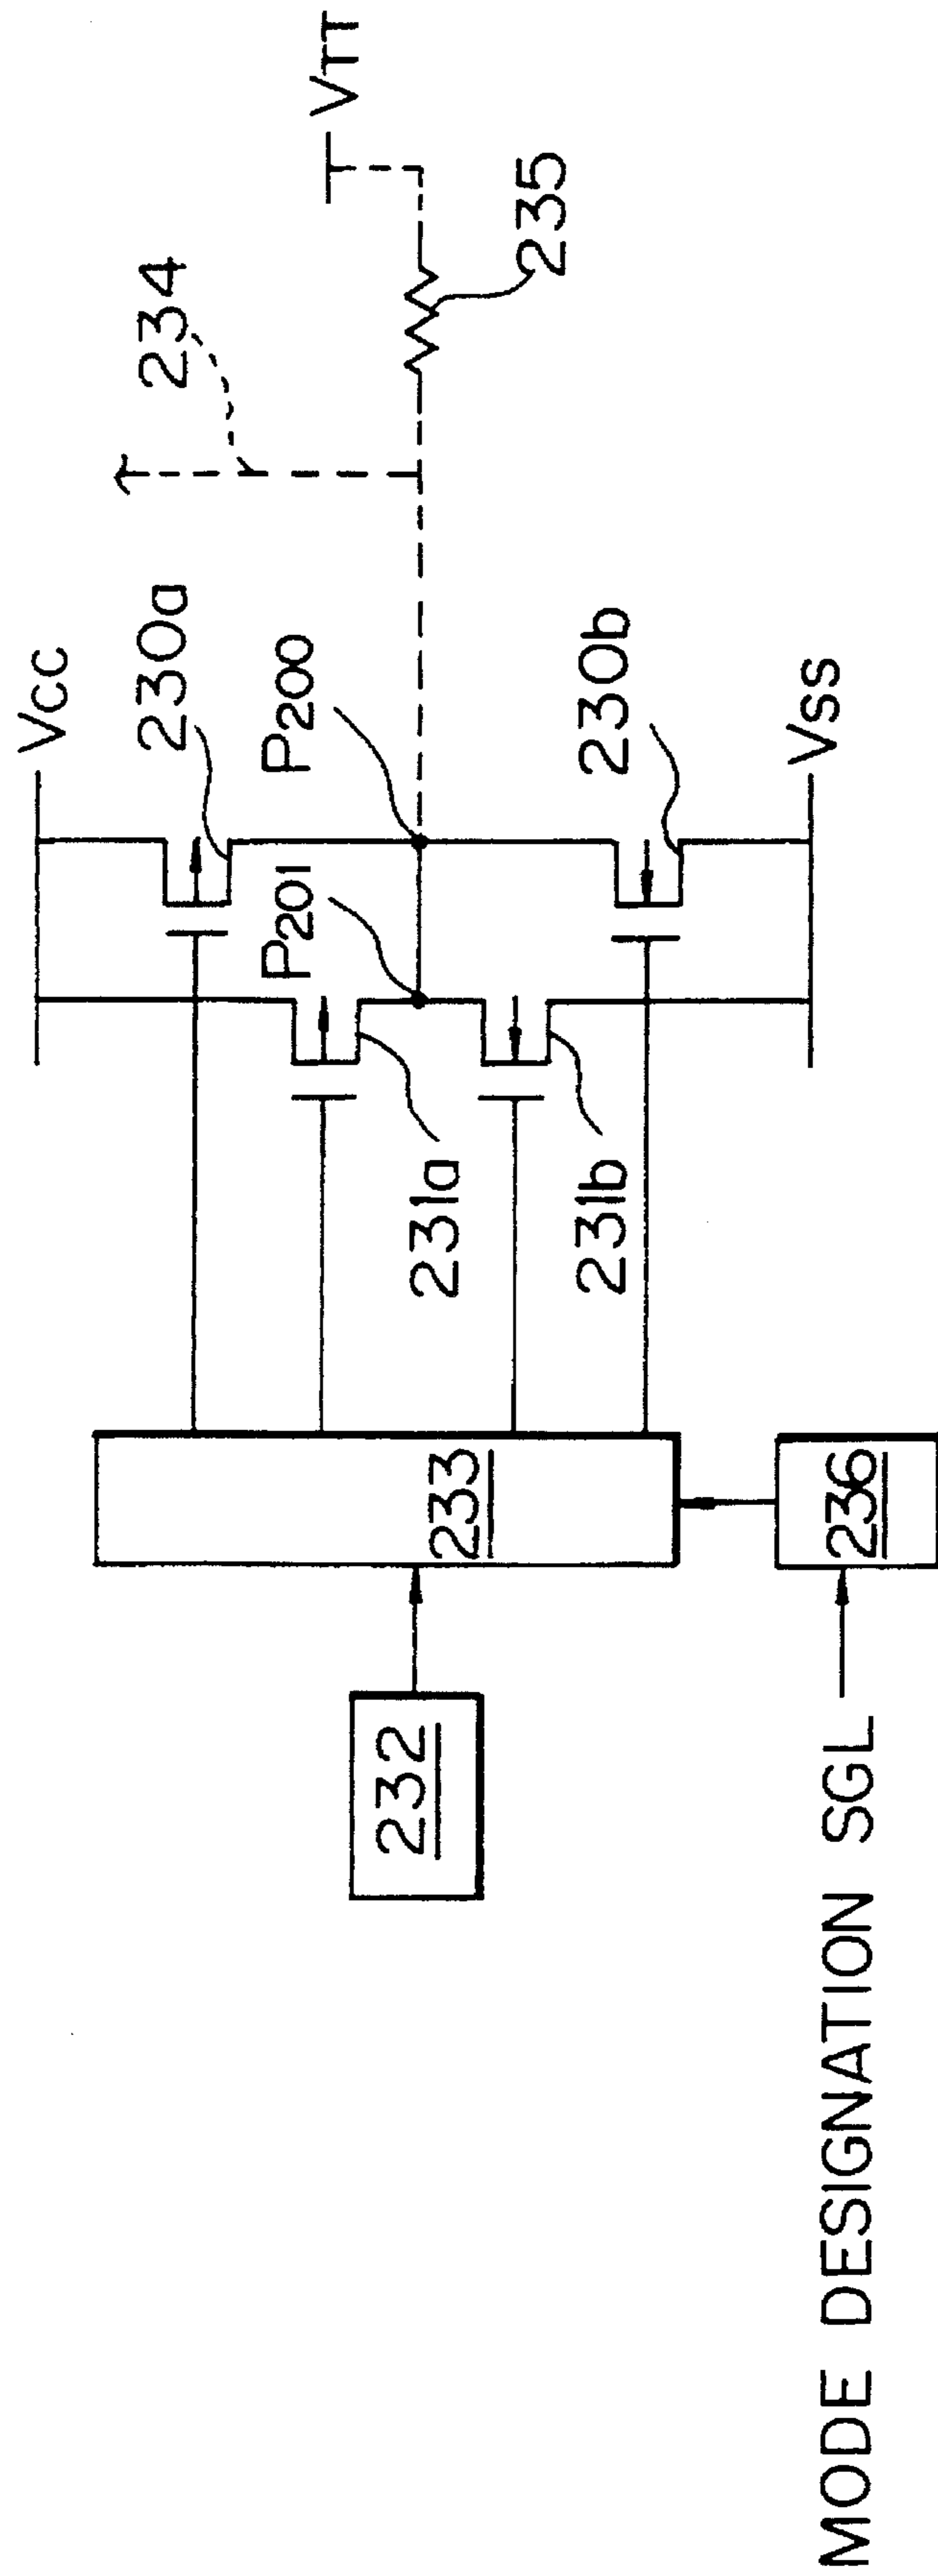 VCC
VTT
234
230a
P200
P201
235
231a
231b
230b
VSS
233
232
236
MODE DESIGNATION SGL